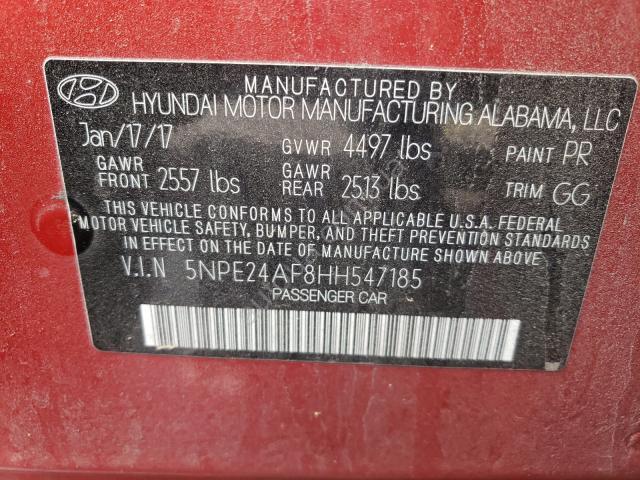 MANUFACTURED BY
HYUNDAI MOTOR MANUFACTURING ALABAMA, LLC
Jan/17/17 GVWR 4497 lbs PAINT PR
GAWR FRONT 2557 lbs GAWR REAR 2513 lbs TRIM GG
THIS VEHICLE CONFORMS TO ALL APPLICABLE U.S.A. FEDERAL
MOTOR VEHICLE SAFETY, BUMPER, AND THEFT PREVENTION STANDARDS
IN EFFECT ON THE DATE OF MANUFACTURE SHOWN ABOVE.
V.I.N 5NPE24AF8HH547185
PASSENGER CAR